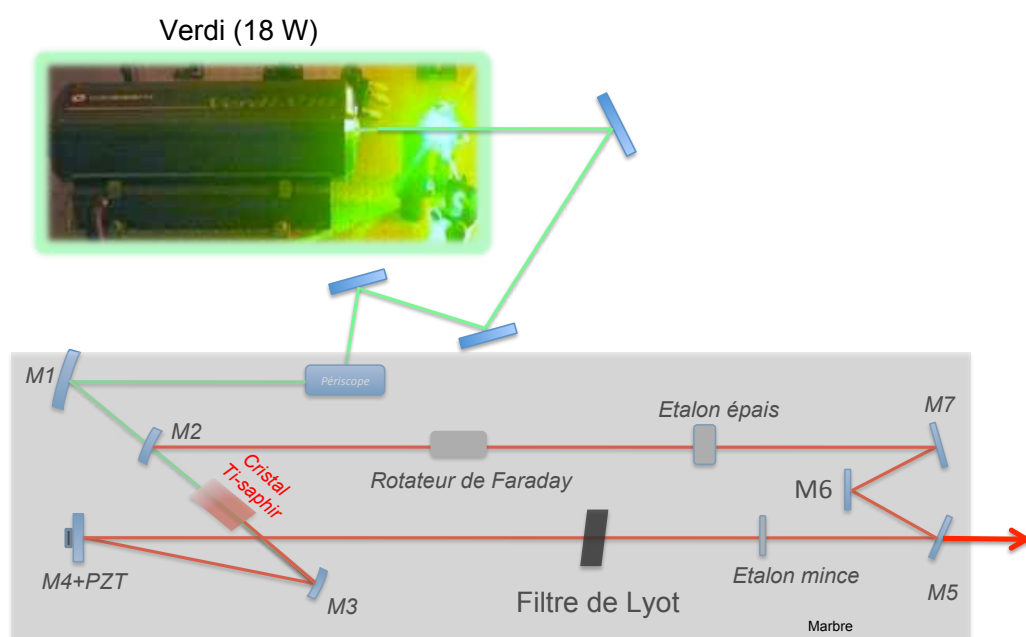 Verdi (18 W)
M1
Périscope
M2
Etalon épais
M7
Cristal
Ti-saphir
Rotateur de Faraday
M6
M4+PZT
M3
Filtre de Lyot
Etalon mince
M5
Marbre